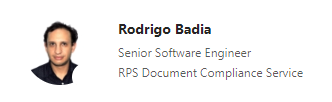 Rodrigo Badia
Senior Software Engineer
RPS Document Compliance Service